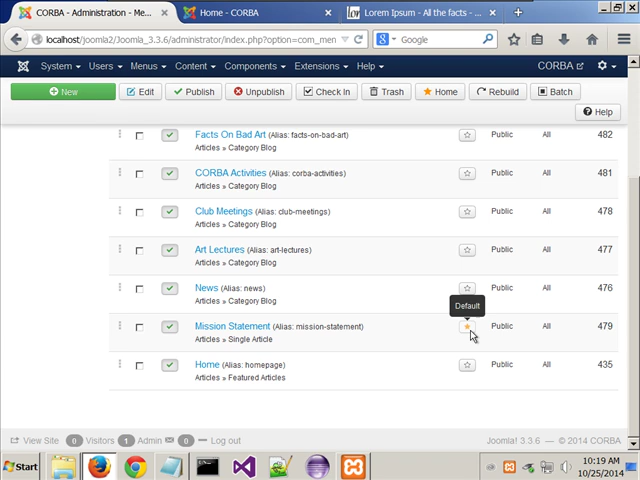 CORBA - Administration - Me...
Home - CORBA
Lorem Ipsum - All the facts - ...
localhost/joomla2/Joomla_3.3.6/administrator/index.php?option=com_men
Google
System Users Menus Content Components Extensions Help CORBA
New Edit Publish Unpublish Check In Trash Home Rebuild Batch
Help
Facts On Bad Art (Alias: facts-on-bad-art) Public All 482
Articles » Category Blog
CORBA Activities (Alias: corba-activities) Public All 481
Articles » Category Blog
Club Meetings (Alias: club-meetings) Public All 478
Articles » Category Blog
Art Lectures (Alias: art-lectures) Public All 477
Articles » Category Blog
News (Alias: news) Public All 476
Articles » Category Blog
Default
Mission Statement (Alias: mission-statement) Public All 479
Articles » Single Article
Home (Alias: homepage) Public All 435
Articles » Featured Articles
View Site 0 Visitors 1 Admin 0 Log out Joomla! 3.3.6 — © 2014 CORBA
Start
10:19 AM
10/25/2014